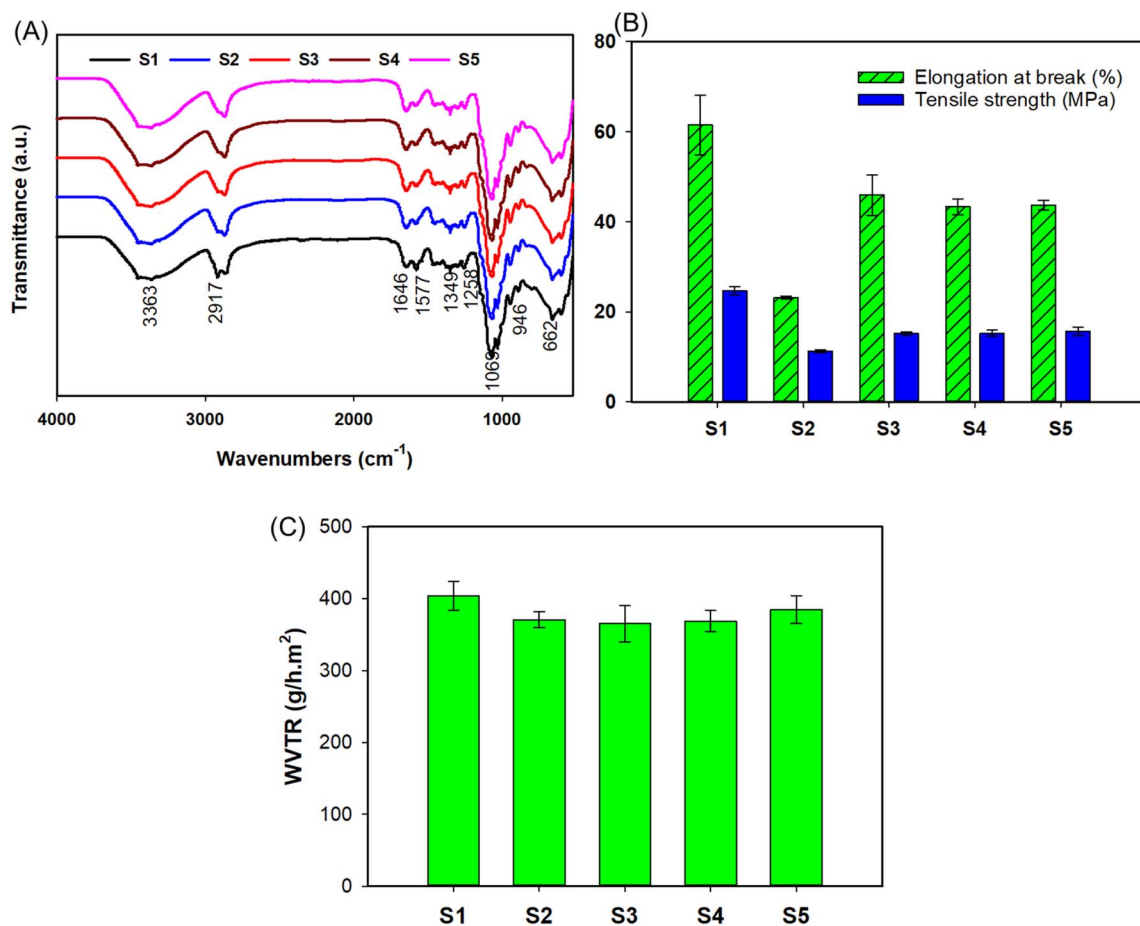 (A)
S1 S2 S3 S4 S5
Transmittance (a.u.)
3363
2917
1646
1577
1349
1258
1069
946
662
4000 3000 2000 1000
Wavenumbers (cm⁻¹)
(B)
80
60
40
20
0
Elongation at break (%)
Tensile strength (MPa)
S1 S2 S3 S4 S5
(C)
WVTR (g/h.m²)
500
400
300
200
100
0
S1 S2 S3 S4 S5